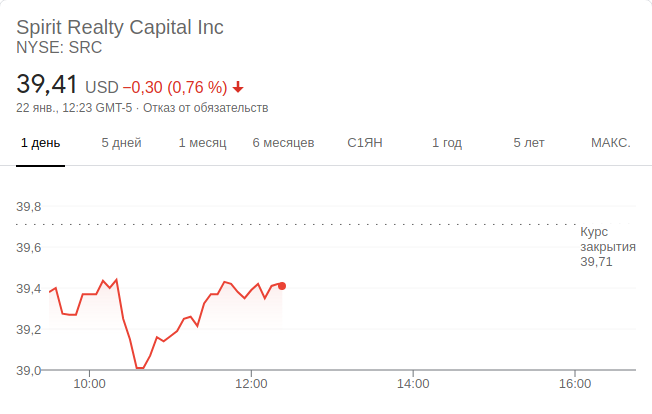 Spirit Realty Capital Inc
NYSE: SRC
39,41 USD −0,30 (0,76 %)
22 янв., 12:23 GMT-5 · Отказ от обязательств
1 день 5 дней 1 месяц 6 месяцев С1ЯН 1 год 5 лет МАКС.
39,8
Курс
закрытия
39,71
39,6
39,4
39,2
39,0
10:00 12:00 14:00 16:00